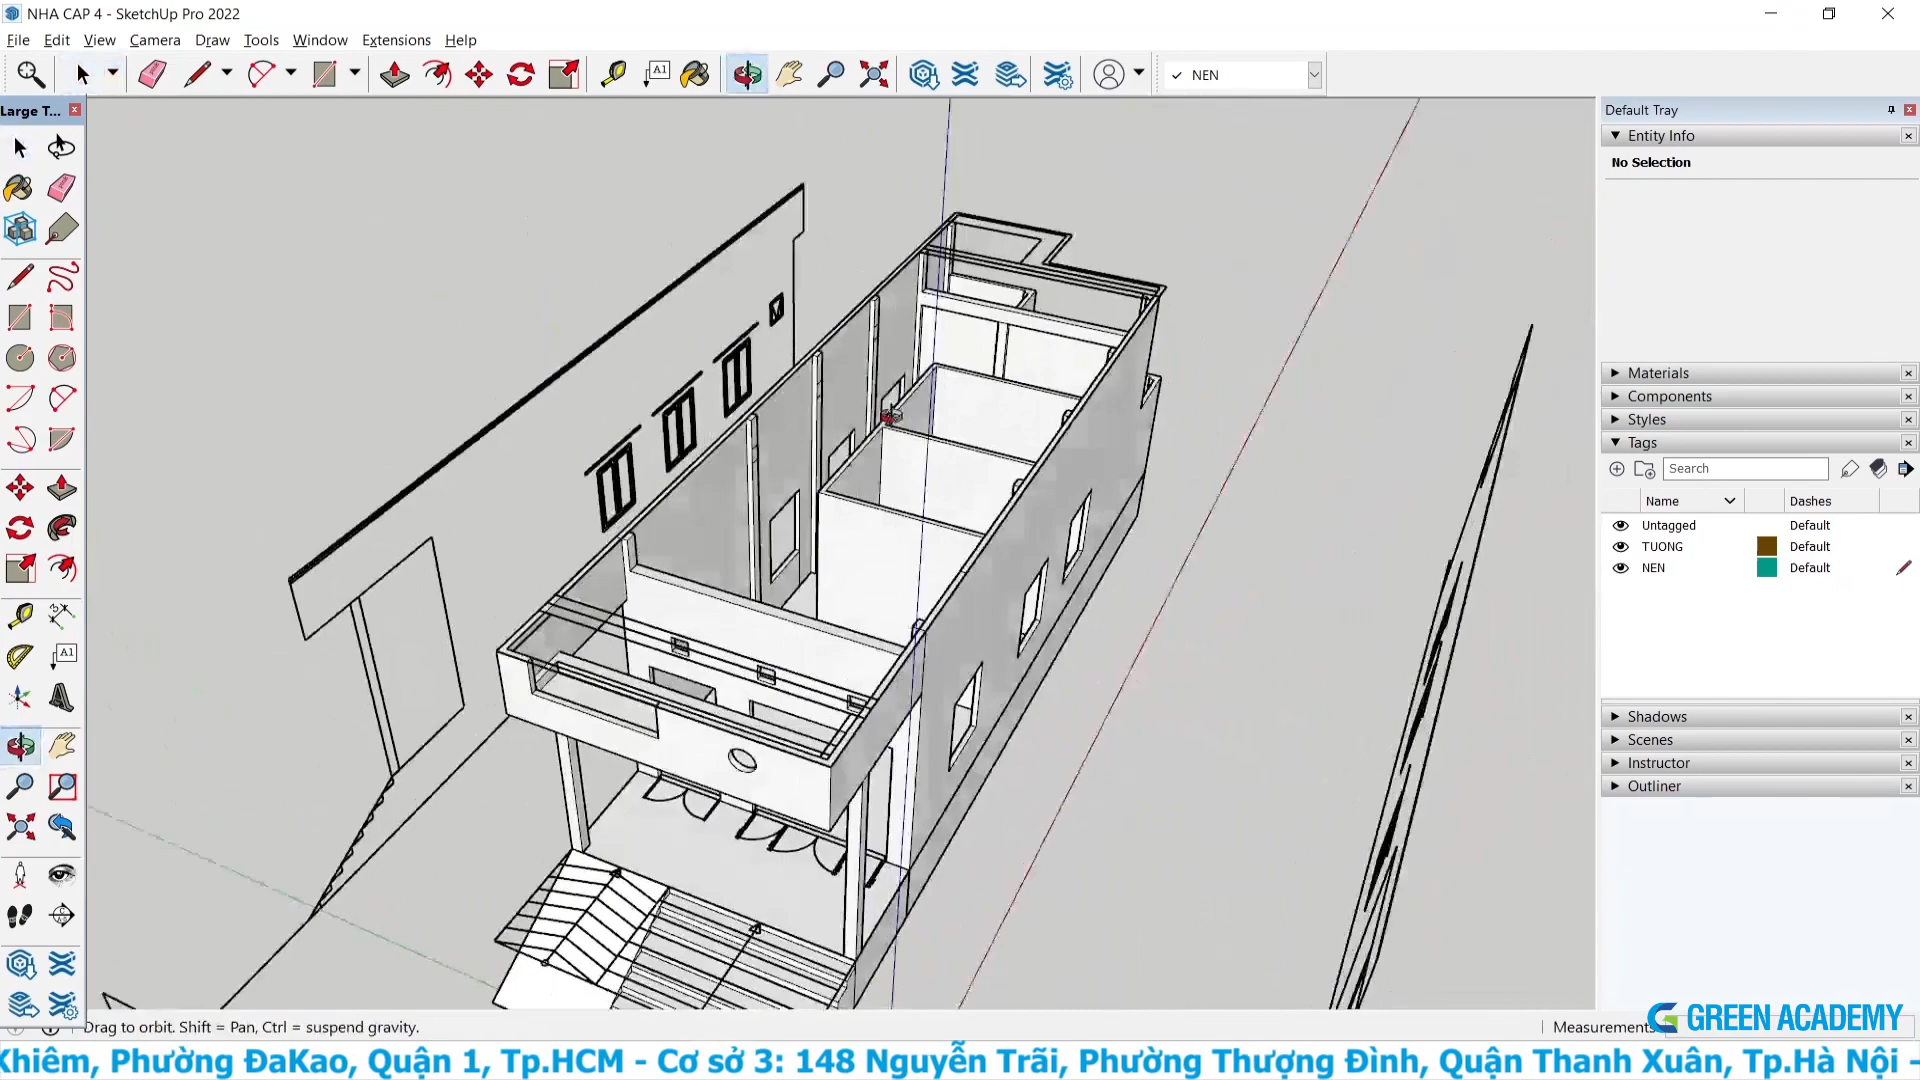 NHA CAP 4 - SketchUp Pro 2022
File Edit View Camera Draw Tools Window Extensions Help
A1
NEN
Large T...
Default Tray
Entity Info
No Selection
A1
Materials
Components
Styles
Tags
Search
Name Dashes
Untagged Default
TUONG Default
NEN Default
Shadows
Scenes
Instructor
Outliner
Drag to orbit. Shift = Pan, Ctrl = suspend gravity.
Measurements
GREEN ACADEMY
Khiêm, Phường ĐaKao, Quận 1, Tp.HCM - Cơ sở 3: 148 Nguyễn Trãi, Phường Thượng Đình, Quận Thanh Xuân, Tp.Hà Nội -